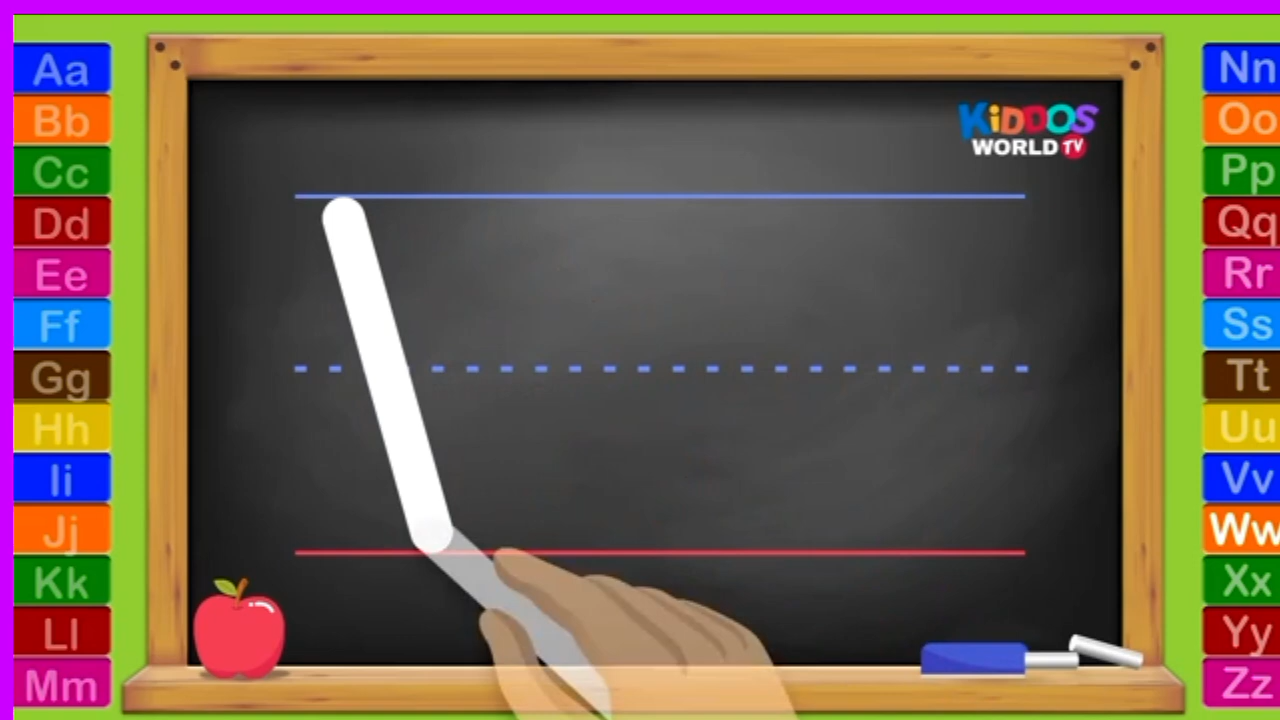 Aa
Bb
Cc
Dd
Ee
Ff
Gg
Hh
Ii
Jj
Kk
Ll
Mm
KiDDOS
WORLD TV
Nn
Oo
Pp
Qq
Rr
Ss
Tt
Uu
Vv
Ww
Xx
Yy
Zz